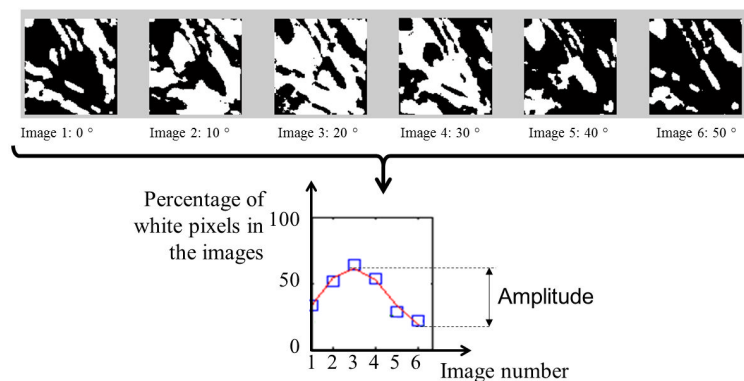 Image 1: 0 °
Image 2: 10 °
Image 3: 20 °
Image 4: 30 °
Image 5: 40 °
Image 6: 50 °
Percentage of
white pixels in
the images
100
50
0
1 2 3 4 5 6
Amplitude
Image number